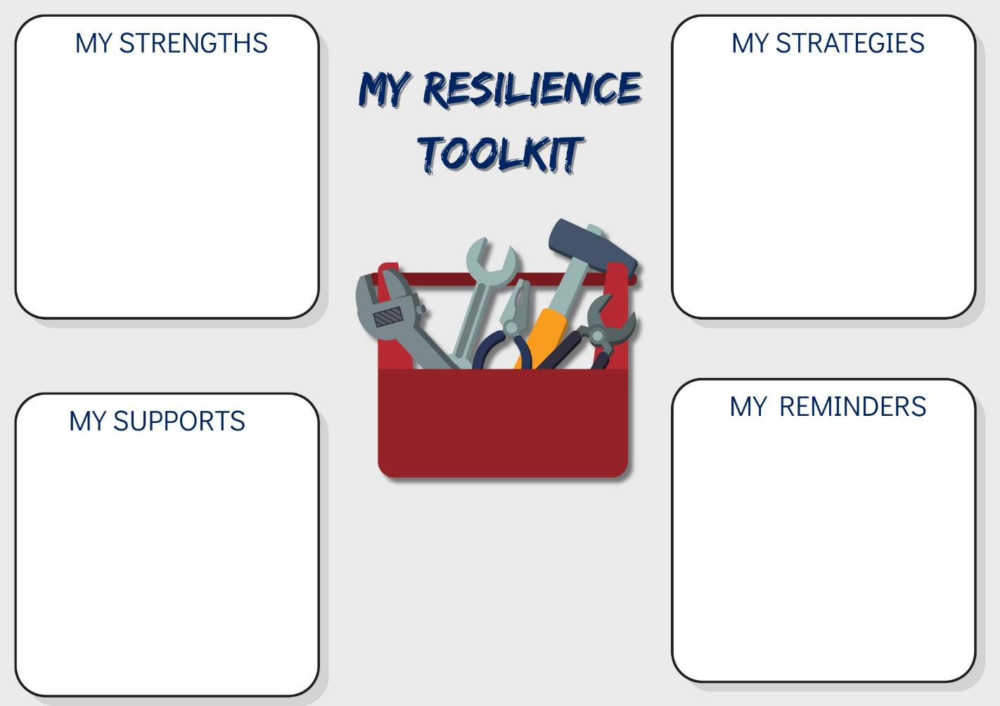 MY STRENGTHS
MY RESILIENCE
TOOLKIT
MY STRATEGIES
MY SUPPORTS
MY REMINDERS